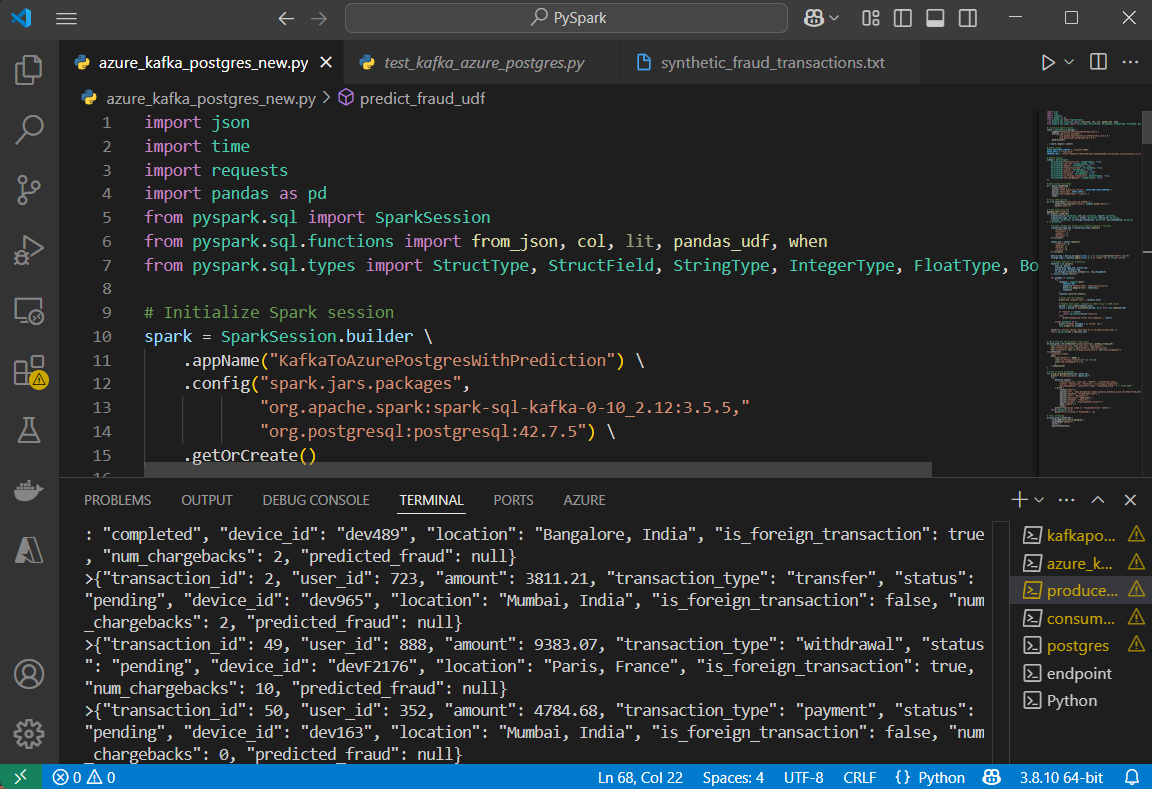 PySpark
azure_kafka_postgres_new.py
test_kafka_azure_postgres.py
synthetic_fraud_transactions.txt
azure_kafka_postgres_new.py > predict_fraud_udf
1 import json
2 import time
3 import requests
4 import pandas as pd
5 from pyspark.sql import SparkSession
6 from pyspark.sql.functions import from_json, col, lit, pandas_udf, when
7 from pyspark.sql.types import StructType, StructField, StringType, IntegerType, FloatType, Bo
8
9 # Initialize Spark session
10 spark = SparkSession.builder \
11 .appName("KafkaToAzurePostgresWithPrediction") \
12 .config("spark.jars.packages",
13 "org.apache.spark:spark-sql-kafka-0-10_2.12:3.5.5,"
14 "org.postgresql:postgresql:42.7.5") \
15 .getOrCreate()
16
PROBLEMS OUTPUT DEBUG CONSOLE TERMINAL PORTS AZURE
: "completed", "device_id": "dev489", "location": "Bangalore, India", "is_foreign_transaction": true
, "num_chargebacks": 2, "predicted_fraud": null}
>{"transaction_id": 2, "user_id": 723, "amount": 3811.21, "transaction_type": "transfer", "status":
"pending", "device_id": "dev965", "location": "Mumbai, India", "is_foreign_transaction": false, "num
_chargebacks": 2, "predicted_fraud": null}
>{"transaction_id": 49, "user_id": 888, "amount": 9383.07, "transaction_type": "withdrawal", "status
": "pending", "device_id": "devF2176", "location": "Paris, France", "is_foreign_transaction": true,
"num_chargebacks": 10, "predicted_fraud": null}
>{"transaction_id": 50, "user_id": 352, "amount": 4784.68, "transaction_type": "payment", "status":
"pending", "device_id": "dev163", "location": "Mumbai, India", "is_foreign_transaction": false, "num
_chargebacks": 0, "predicted_fraud": null}
kafkapo...
azure_k...
produce...
consum...
postgres
endpoint
Python
0 0 Ln 68, Col 22 Spaces: 4 UTF-8 CRLF {} Python 3.8.10 64-bit